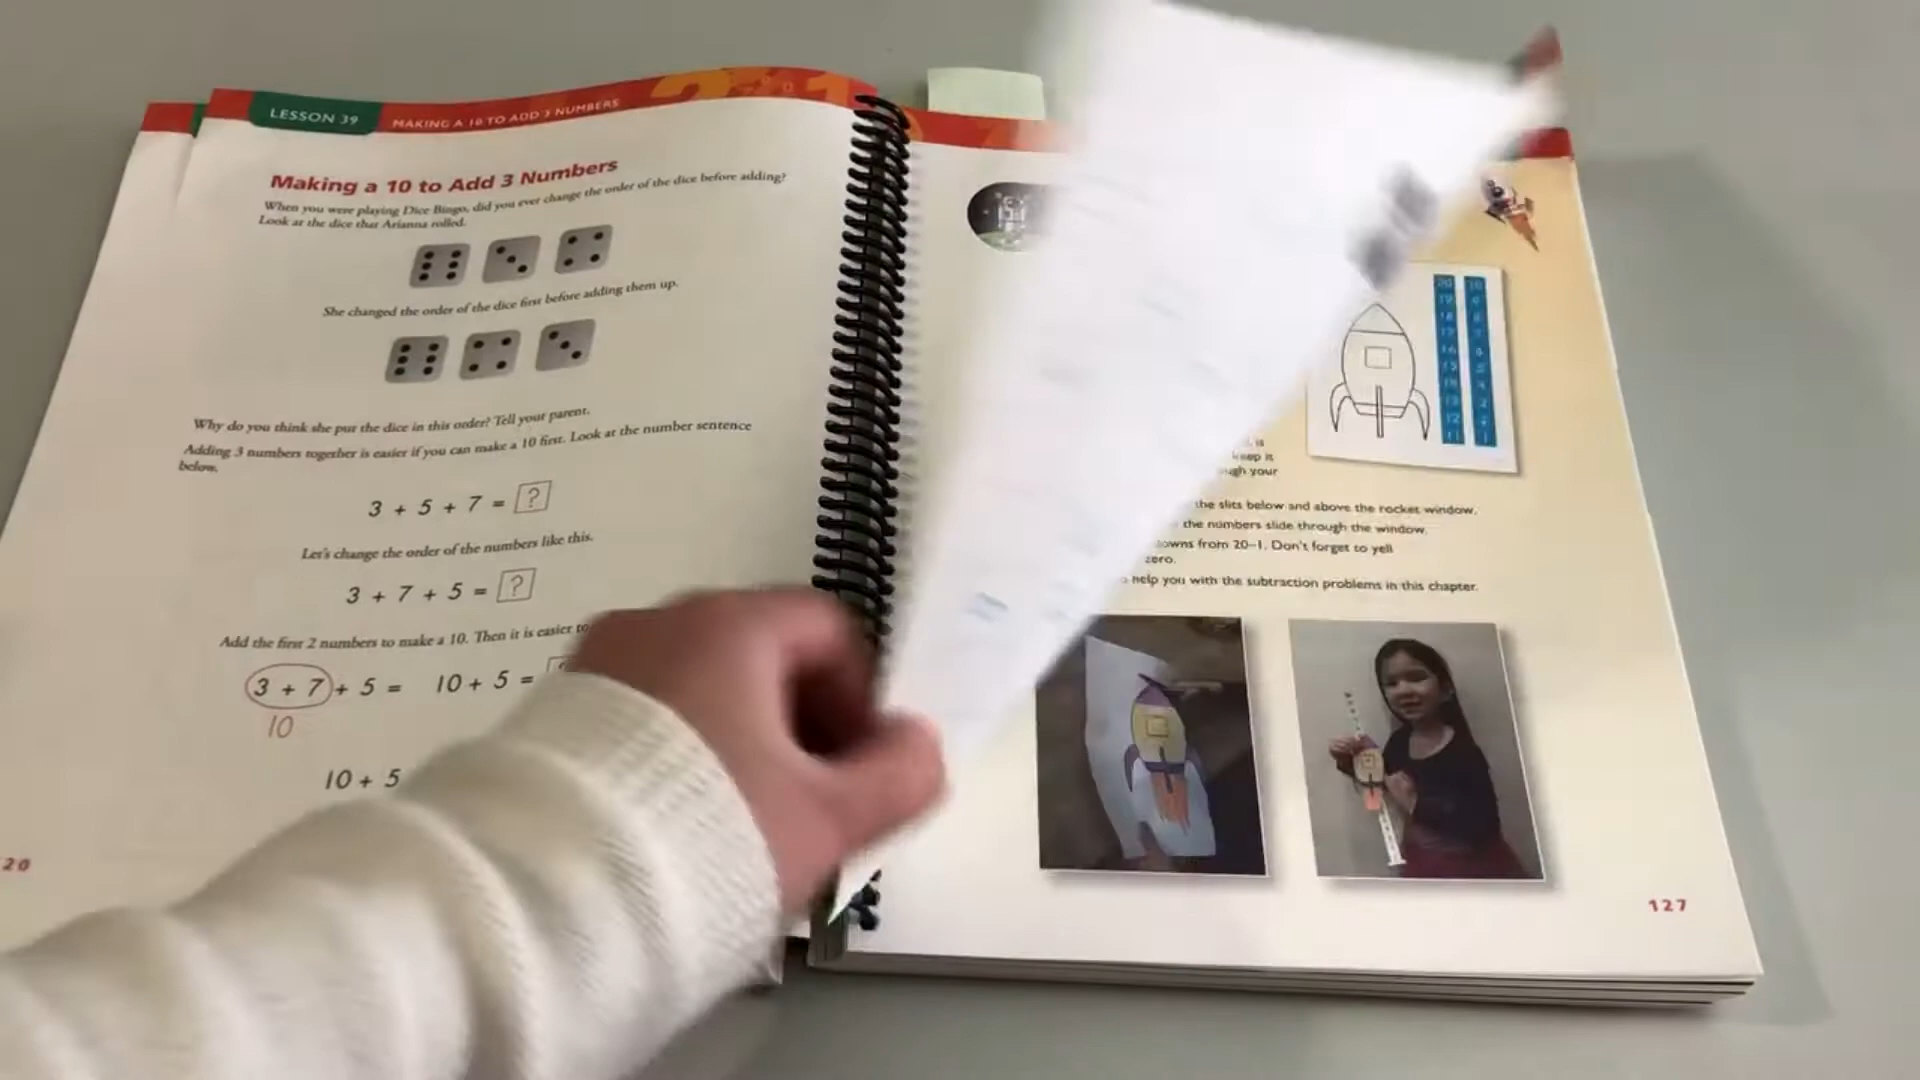 LESSON 39
MAKING A 10 TO ADD 3 NUMBERS
Making a 10 to Add 3 Numbers
When you were playing Dice Bingo, did you ever change the order of the dice before adding?
Look at the dice that Arianna rolled.
She changed the order of the dice first before adding them up.
Why do you think she put the dice in this order? Tell your parent.
Adding 3 numbers together is easier if you can make a 10 first. Look at the number sentence
below.
3 + 5 + 7 = ?
Let's change the order of the numbers like this.
3 + 7 + 5 = ?
Add the first 2 numbers to make a 10. Then it is easier to
3 + 7 + 5 = 10 + 5 =
10
10 + 5
20
is
keep it
your
the slits below and above the rocket window.
the numbers slide through the window.
from 20–1. Don't forget to yell
zero.
help you with the subtraction problems in this chapter.
127